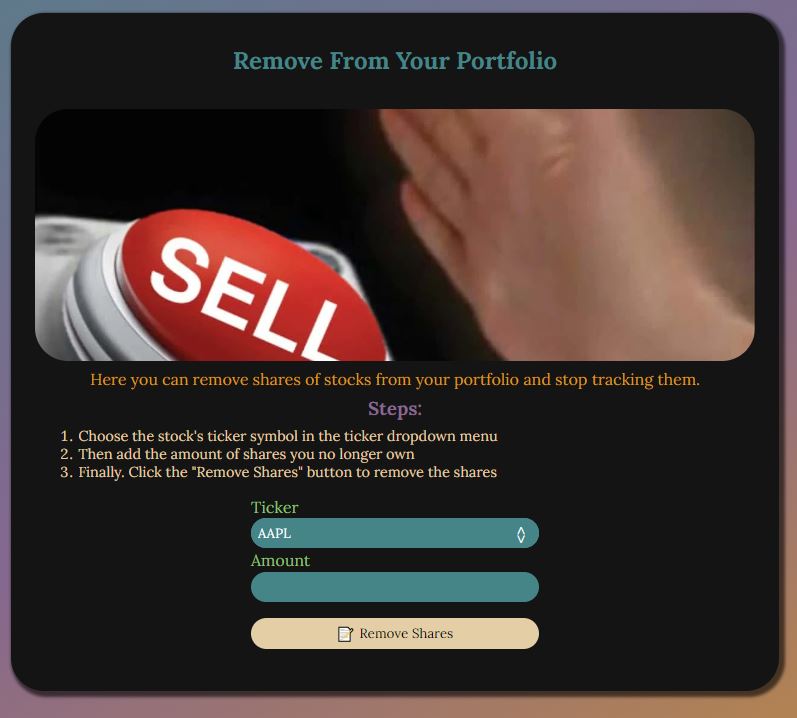 Remove From Your Portfolio
SELL
Here you can remove shares of stocks from your portfolio and stop tracking them.
Steps:
1. Choose the stock's ticker symbol in the ticker dropdown menu
2. Then add the amount of shares you no longer own
3. Finally. Click the "Remove Shares" button to remove the shares
Ticker
AAPL
Amount
📝 Remove Shares